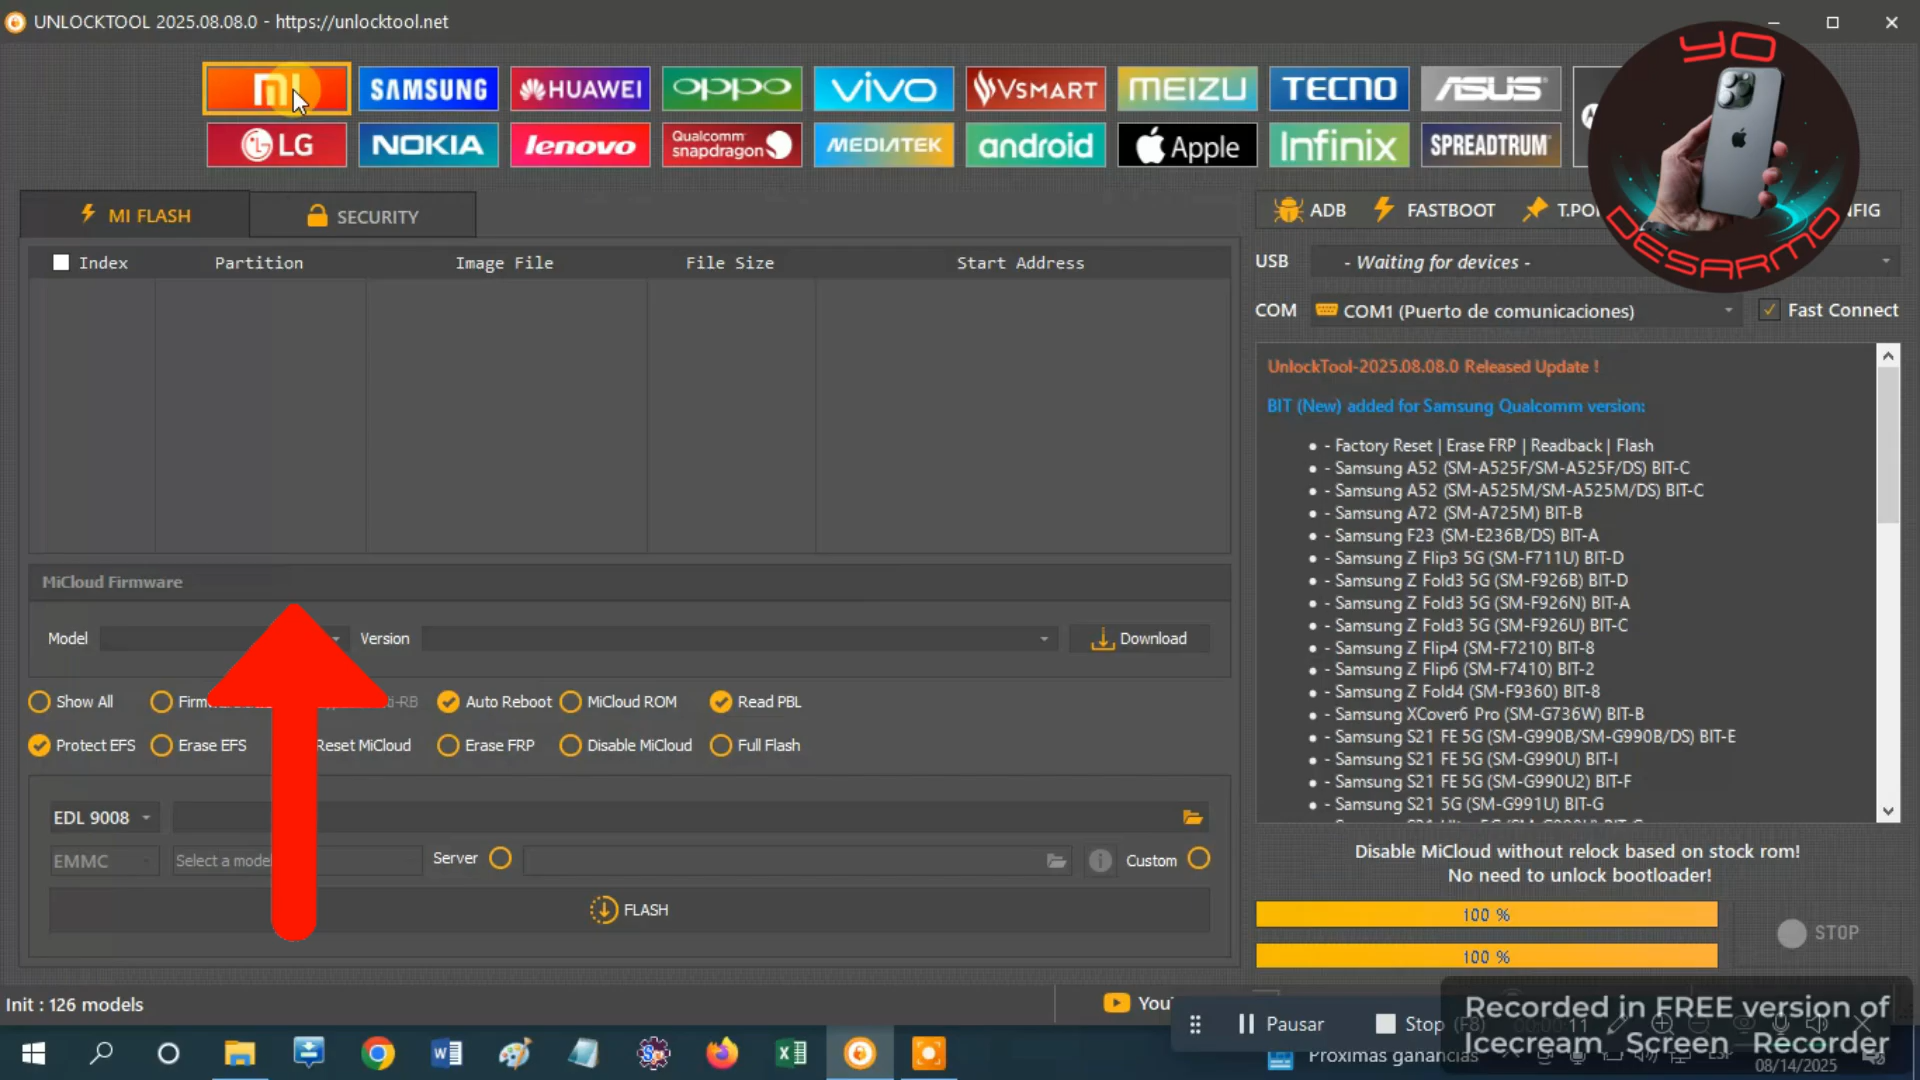 UNLOCKTOOL 2025.08.08.0 - https://unlocktool.net
YO DESARMO
MI SAMSUNG HUAWEI OPPO VIVO VSMART MEIZU TECNO ASUS
LG NOKIA lenovo Qualcomm snapdragon MEDIATEK android Apple Infinix SPREADTRUM
MI FLASH SECURITY
ADB FASTBOOT
Index Partition Image File File Size Start Address
USB - Waiting for devices -
COM COM1 (Puerto de comunicaciones) Fast Connect
UnlockTool-2025.08.08.0 Released Update !
BIT (New) added for Samsung Qualcomm version:
- Factory Reset | Erase FRP | Readback | Flash
- Samsung A52 (SM-A525F/SM-A525F/DS) BIT-C
- Samsung A52 (SM-A525M/SM-A525M/DS) BIT-C
- Samsung A72 (SM-A725M) BIT-B
- Samsung F23 (SM-E236B/DS) BIT-A
- Samsung Z Flip3 5G (SM-F711U) BIT-D
- Samsung Z Fold3 5G (SM-F926B) BIT-D
- Samsung Z Fold3 5G (SM-F926N) BIT-A
- Samsung Z Fold3 5G (SM-F926U) BIT-C
- Samsung Z Flip4 (SM-F7210) BIT-8
- Samsung Z Flip6 (SM-F7410) BIT-2
- Samsung Z Fold4 (SM-F9360) BIT-8
- Samsung XCover6 Pro (SM-G736W) BIT-B
- Samsung S21 FE 5G (SM-G990B/SM-G990B/DS) BIT-E
- Samsung S21 FE 5G (SM-G990U) BIT-I
- Samsung S21 FE 5G (SM-G990U2) BIT-F
- Samsung S21 5G (SM-G991U) BIT-G
MiCloud Firmware
Model Version Download
Show All Auto Reboot MiCloud ROM Read PBL
Protect EFS Erase EFS Reset MiCloud Erase FRP Disable MiCloud Full Flash
EDL 9008
EMMC Select a model Server Custom
FLASH
Disable MiCloud without relock based on stock rom!
No need to unlock bootloader!
100 %
100 %
STOP
Init : 126 models
Pausar Stop (F8)
Recorded in FREE version of
Icecream Screen Recorder
Próximas ganancias
08/14/2025